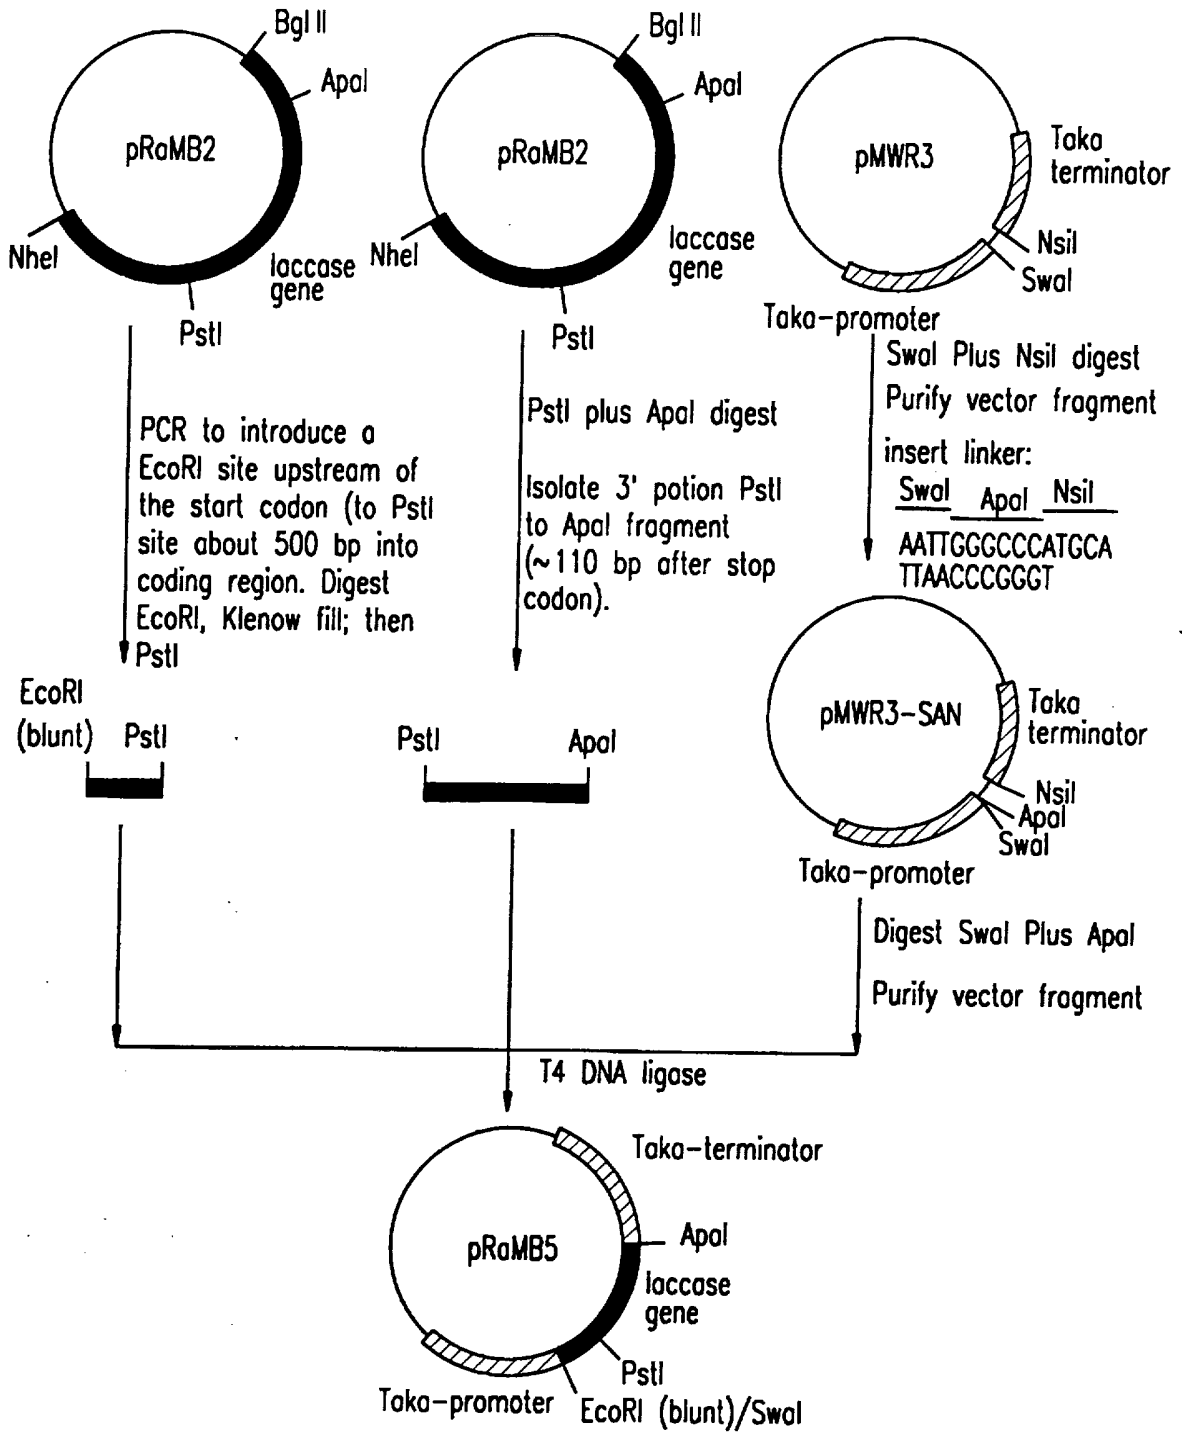 Bgl II
ApaI
pRaMB2
NheI
laccase
gene
PstI
Bgl II
ApaI
pRaMB2
NheI
laccase
gene
PstI
pMWR3
Taka
terminator
NsiI
SwaI
Taka-promoter
PCR to introduce a
EcoRI site upstream of
the start codon (to PstI
site about 500 bp into
coding region. Digest
EcoRI, Klenow fill; then
PstI
PstI plus ApaI digest
Isolate 3' potion PstI
to ApaI fragment
(~110 bp after stop
codon).
SwaI Plus NsiI digest
Purify vector fragment
insert linker:
SwaI ApaI NsiI
AATTGGGCCCATGCA
TTAACCCGGGT
EcoRI
(blunt) PstI
PstI ApaI
pMWR3-SAN
Taka
terminator
NsiI
ApaI
SwaI
Taka-promoter
Digest SwaI Plus ApaI
Purify vector fragment
T4 DNA ligase
Taka-terminator
pRaMB5
ApaI
laccase
gene
PstI
Taka-promoter
EcoRI (blunt)/SwaI